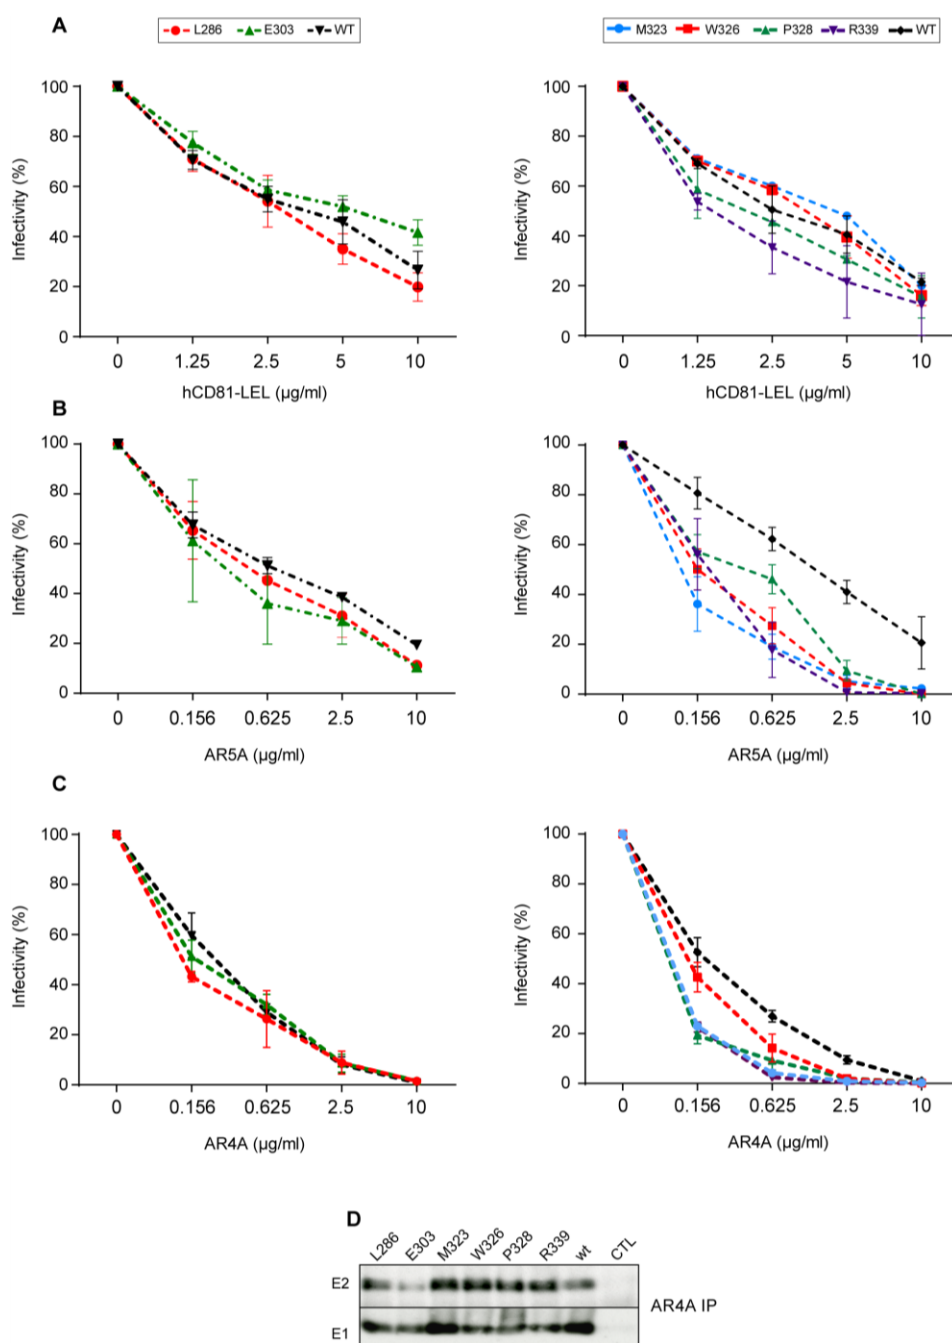 A
L286 E303 WT
M323 W326 P328 R339 WT
Infectivity (%)
100
80
60
40
20
0
0 1.25 2.5 5 10
hCD81-LEL (µg/ml)
Infectivity (%)
100
80
60
40
20
0
0 1.25 2.5 5 10
hCD81-LEL (µg/ml)
B
Infectivity (%)
100
80
60
40
20
0
0 0.156 0.625 2.5 10
AR5A (µg/ml)
Infectivity (%)
100
80
60
40
20
0
0 0.156 0.625 2.5 10
AR5A (µg/ml)
C
Infectivity (%)
100
80
60
40
20
0
0 0.156 0.625 2.5 10
AR4A (µg/ml)
Infectivity (%)
100
80
60
40
20
0
0 0.156 0.625 2.5 10
AR4A (µg/ml)
D
L286 E303 M323 W326 P328 R339 wt CTL
E2
AR4A IP
E1